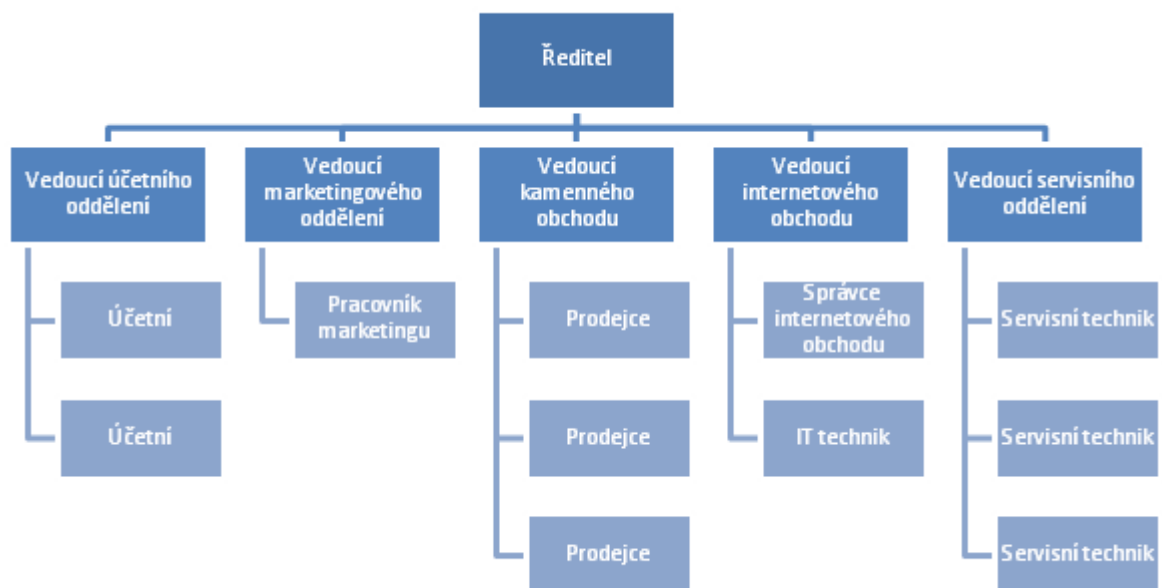 Ředitel
Vedoucí účetního
oddělení
Vedoucí
marketingového
oddělení
Vedoucí
kamenného
obchodu
Vedoucí
internetového
obchodu
Vedoucí servisního
oddělení
Účetní
Pracovník
marketingu
Prodejce
Správce
internetového
obchodu
Servisní technik
Účetní
Prodejce
IT technik
Servisní technik
Prodejce
Servisní technik